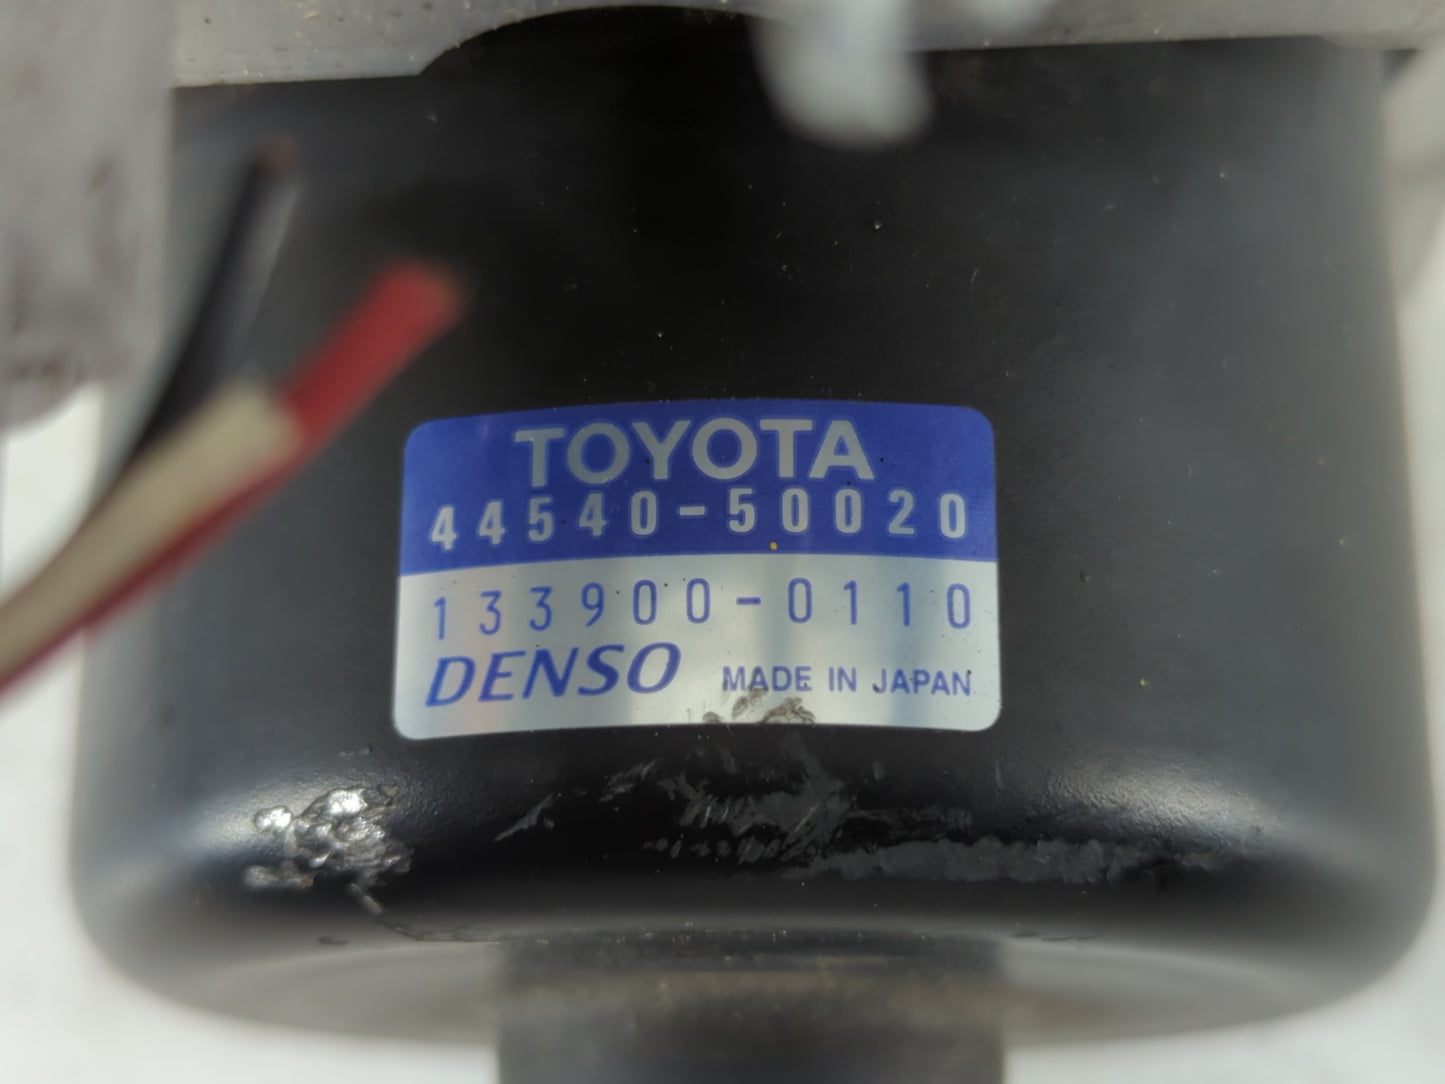 TOYOTA
44540-50020
133900-0110
DENSO MADE IN JAPAN